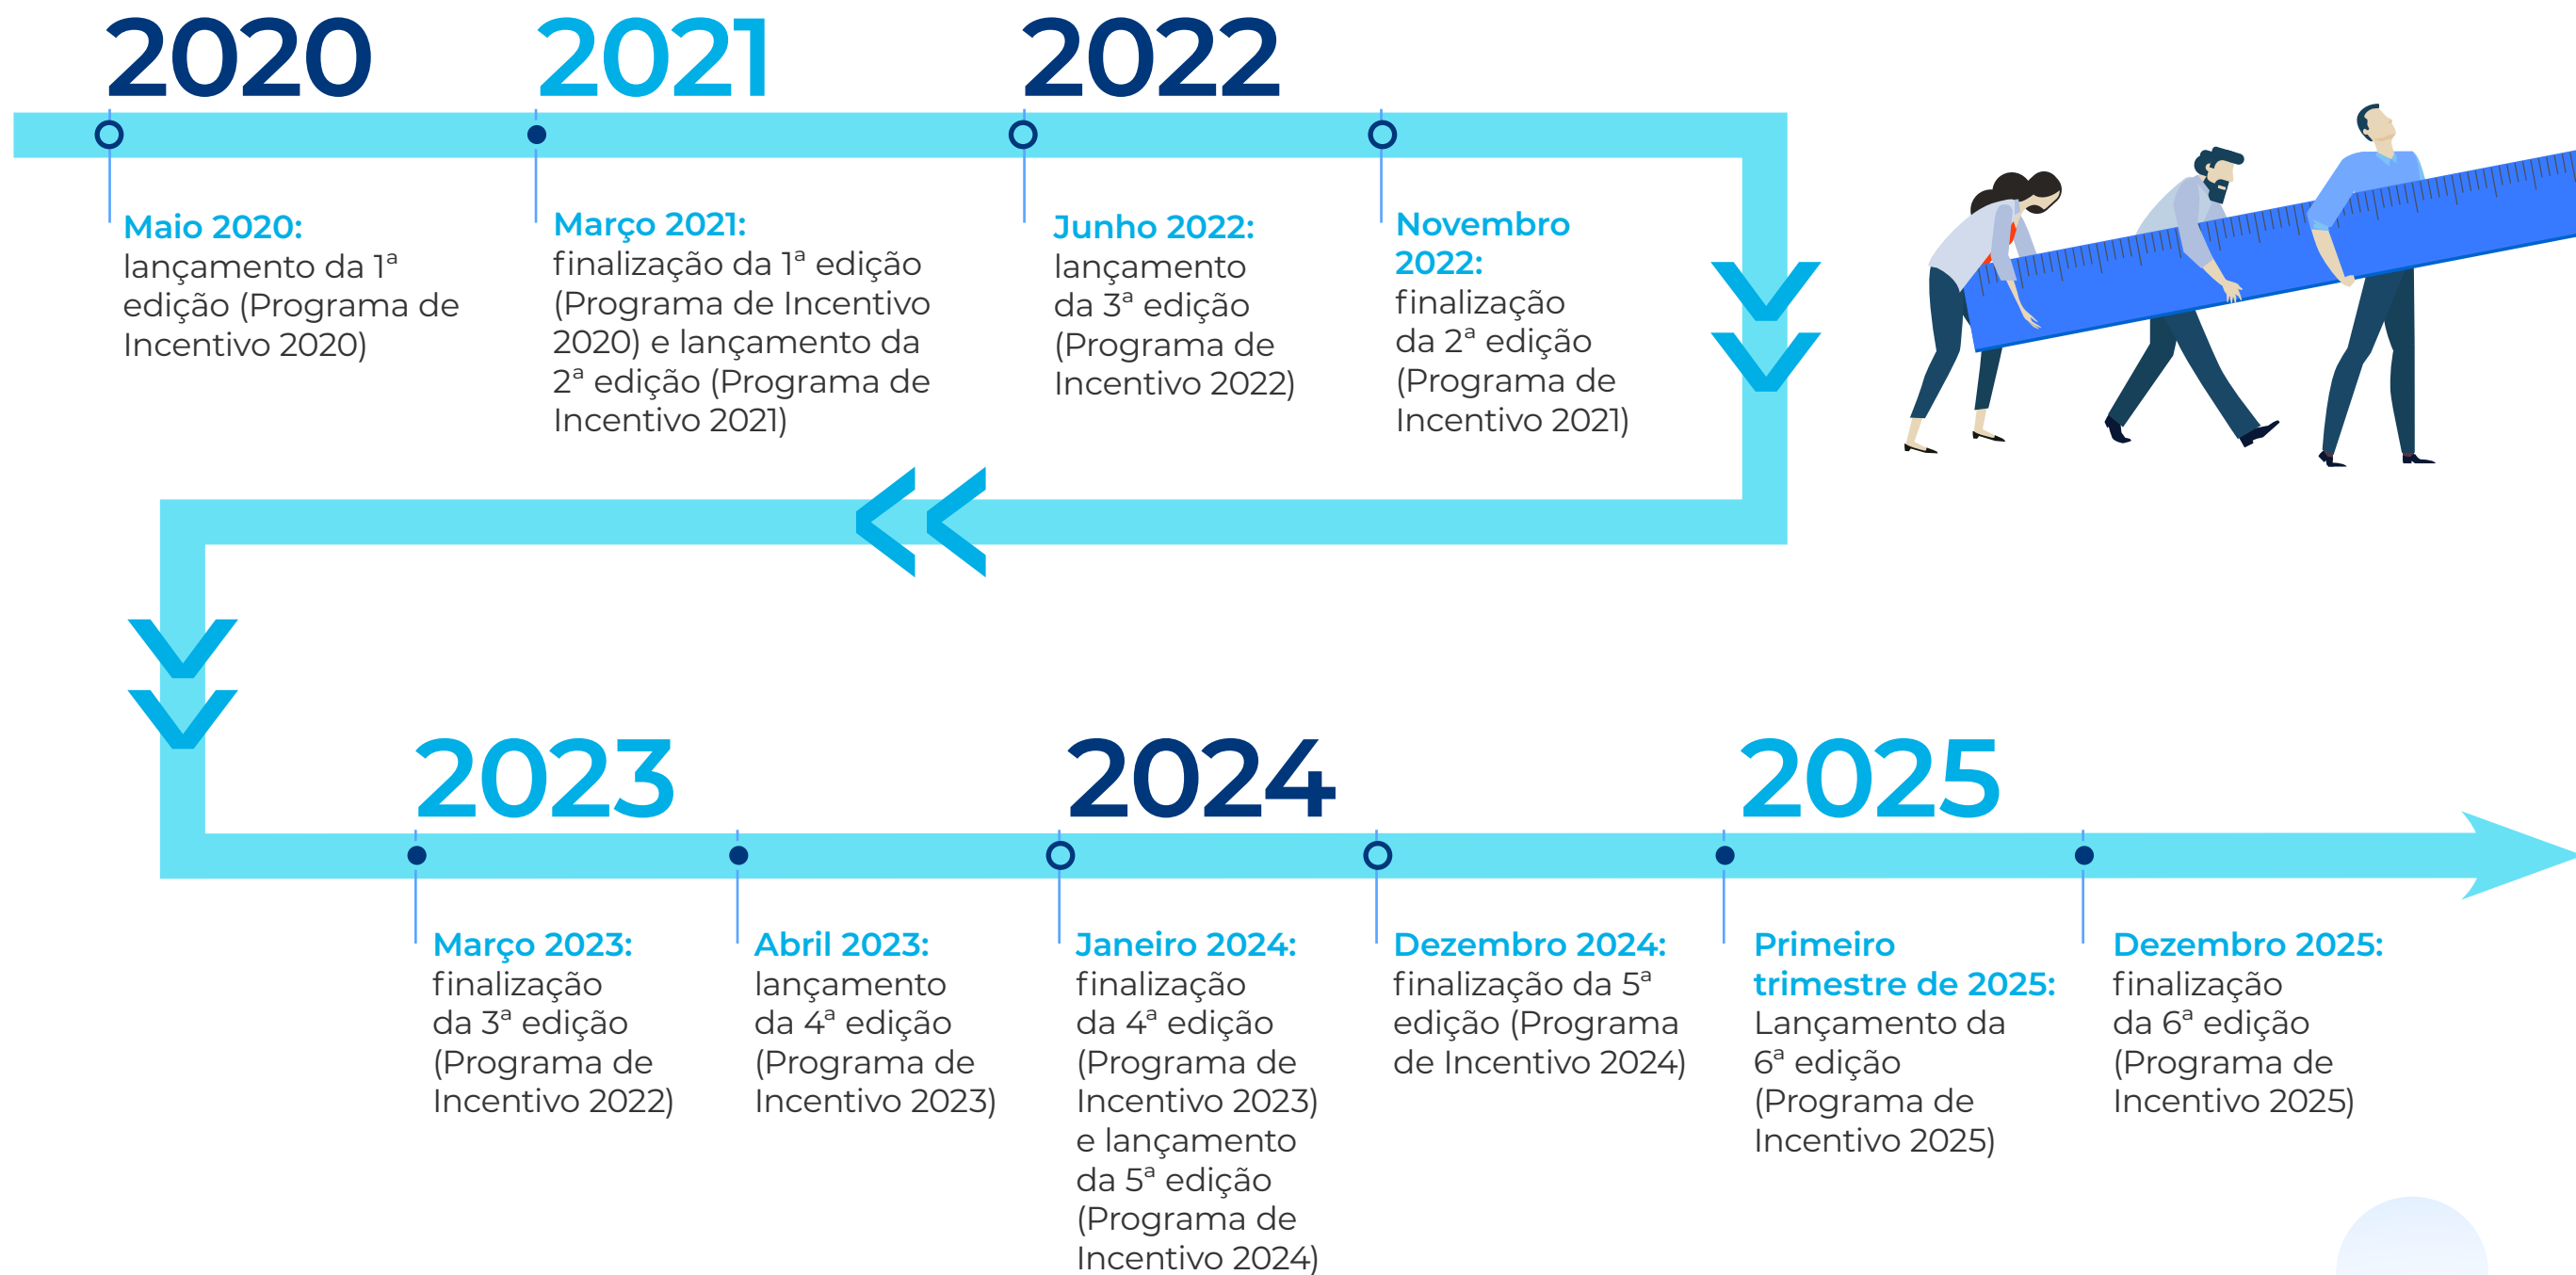 2020
Maio 2020:
lançamento da 1ª
edição (Programa de
Incentivo 2020)
2021
Março 2021:
finalização da 1ª edição
(Programa de Incentivo
2020) e lançamento da
2ª edição (Programa de
Incentivo 2021)
2022
Junho 2022:
lançamento
da 3ª edição
(Programa de
Incentivo 2022)
Novembro
2022:
finalização
da 2ª edição
(Programa de
Incentivo 2021)
2023
Março 2023:
finalização
da 3ª edição
(Programa de
Incentivo 2022)
Abril 2023:
lançamento
da 4ª edição
(Programa de
Incentivo 2023)
2024
Janeiro 2024:
finalização
da 4ª edição
(Programa de
Incentivo 2023)
e lançamento
da 5ª edição
(Programa de
Incentivo 2024)
Dezembro 2024:
finalização da 5ª
edição (Programa
de Incentivo 2024)
2025
Primeiro
trimestre de 2025:
Lançamento da
6ª edição
(Programa de
Incentivo 2025)
Dezembro 2025:
finalização
da 6ª edição
(Programa de
Incentivo 2025)